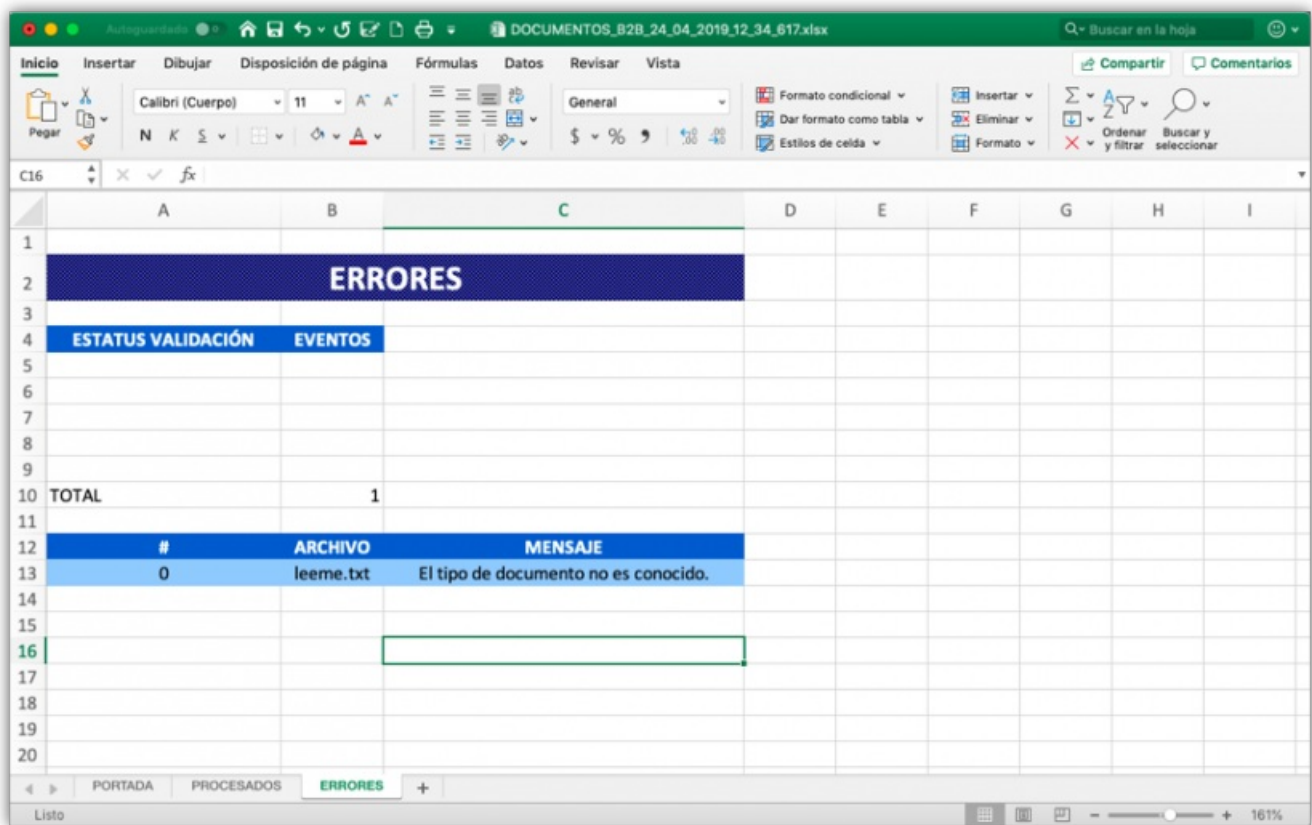 Autoguardado
DOCUMENTOS_B2B_24_04_2019_12_34_617.xlsx
Buscar en la hoja
Inicio Insertar Dibujar Disposición de página Fórmulas Datos Revisar Vista Compartir Comentarios
Pegar
Calibri (Cuerpo) 11 A^ A˅
N K S A
ab
General
$ % 9
Formato condicional
Dar formato como tabla
Estilos de celda
Insertar
Eliminar
Formato
Ordenar y filtrar
Buscar y seleccionar
C16 fx
A B C D E F G H I
1
2 ERRORES
3
4 ESTATUS VALIDACIÓN EVENTOS
5
6
7
8
9
10 TOTAL 1
11
12 # ARCHIVO MENSAJE
13 0 leeme.txt El tipo de documento no es conocido.
14
15
16
17
18
19
20
PORTADA PROCESADOS ERRORES +
Listo 161%